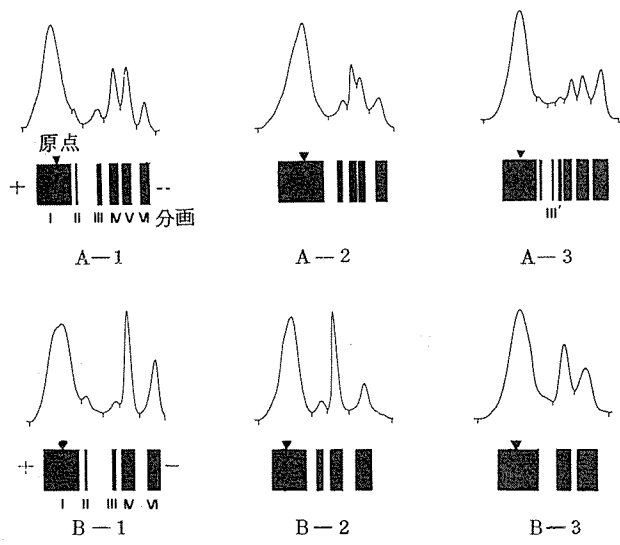 原点
+ --
I II III IV V VI 分画
III′
A-1 A-2 A-3
+ -
I II III IV VI
B-1 B-2 B-3